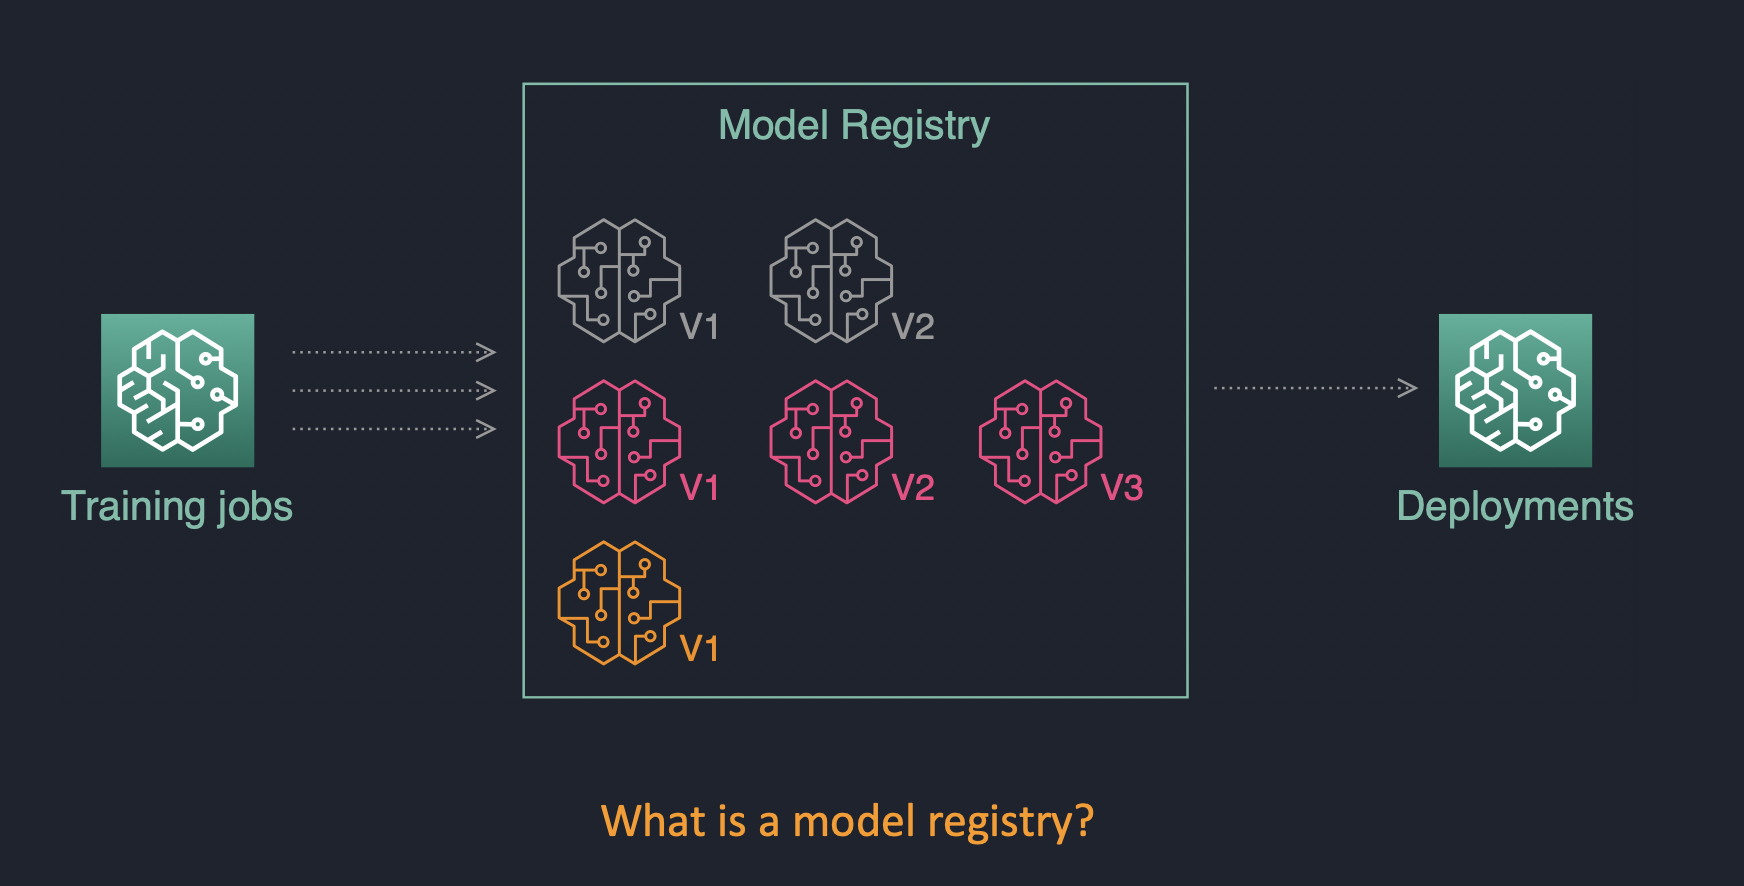 Model Registry
V1
V2
Training jobs
V1
V2
V3
Deployments
V1
What is a model registry?